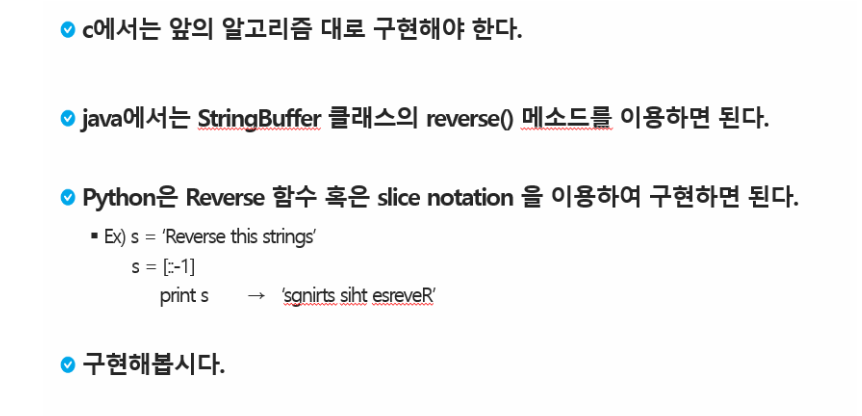 c에서는 앞의 알고리즘 대로 구현해야 한다.
java에서는 StringBuffer 클래스의 reverse() 메소드를 이용하면 된다.
Python은 Reverse 함수 혹은 slice notation 을 이용하여 구현하면 된다.
▪ Ex) s = ‘Reverse this strings’
s = [::-1]
print s → ‘sgnirts siht esreveR’
구현해봅시다.